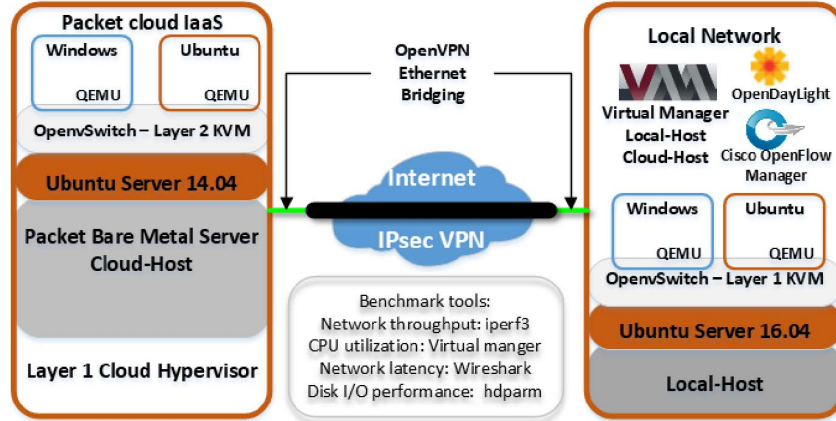 Packet cloud IaaS
Windows
QEMU
Ubuntu
QEMU
OpenvSwitch – Layer 2 KVM
Ubuntu Server 14.04
Packet Bare Metal Server
Cloud-Host
Layer 1 Cloud Hypervisor
OpenVPN
Ethernet
Bridging
Internet
IPsec VPN
Benchmark tools:
Network throughput: iperf3
CPU utilization: Virtual manger
Network latency: Wireshark
Disk I/O performance: hdparm
Local Network
VMM
Virtual Manager
Local-Host
Cloud-Host
OpenDayLight
Cisco OpenFlow
Manager
Windows
QEMU
Ubuntu
QEMU
OpenvSwitch – Layer 1 KVM
Ubuntu Server 16.04
Local-Host